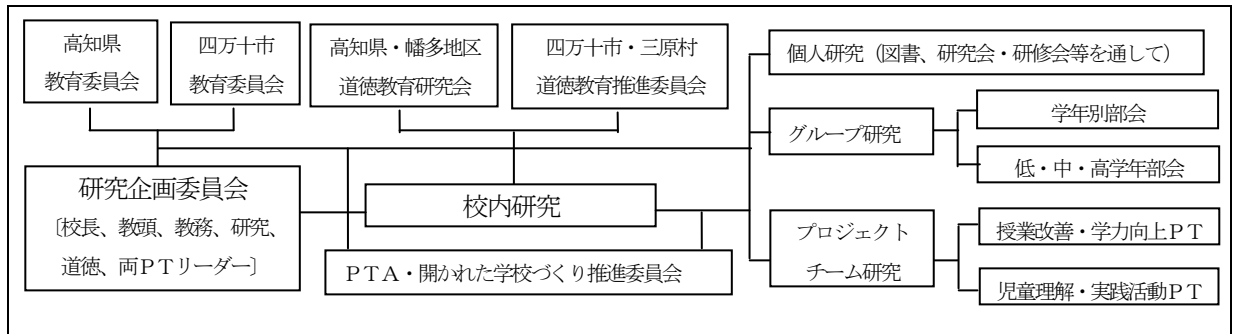 高知県
教育委員会
四万十市
教育委員会
高知県・幡多地区
道徳教育研究会
四万十市・三原村
道徳教育推進委員会
個人研究（図書、研究会・研修会等を通して）
グループ研究
学年別部会
低・中・高学年部会
研究企画委員会
〔校長、教頭、教務、研究、
道徳、両ＰＴリーダー〕
校内研究
ＰＴＡ・開かれた学校づくり推進委員会
プロジェクト
チーム研究
授業改善・学力向上ＰＴ
児童理解・実践活動ＰＴ